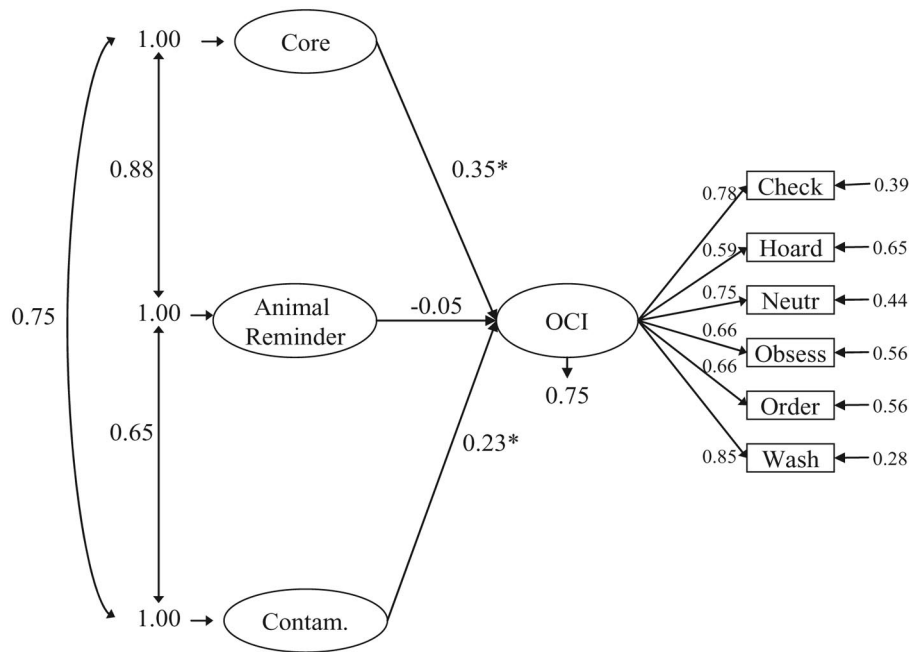 1.00
Core
0.88
0.35*
0.75
1.00
Animal
Reminder
-0.05
OCI
0.75
0.65
0.23*
1.00
Contam.
0.78
Check
0.39
0.59
Hoard
0.65
0.75
Neutr
0.44
0.66
Obsess
0.56
0.66
Order
0.56
0.85
Wash
0.28